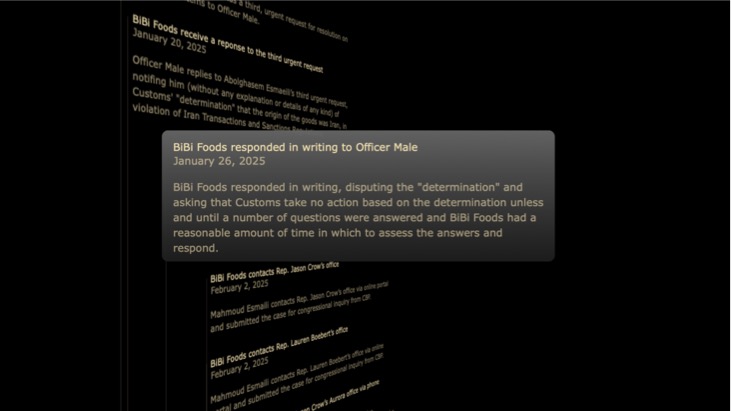 a third, urgent request for resolution on
to Officer Male.
BiBi Foods receive a reponse to the third urgent request
January 20, 2025
Officer Male replies to Abolghasem Esmaeili's third urgent request,
notifing him (without any explanation or details of any kind) of
Customs' "determination" that the origin of the goods was Iran, in
violation of Iran Transactions and Sanctions
BiBi Foods responded in writing to Officer Male
January 26, 2025
BiBi Foods responded in writing, disputing the "determination" and
asking that Customs take no action based on the determination unless
and until a number of questions were answered and BiBi Foods had a
reasonable amount of time in which to assess the answers and
respond.
BiBi Foods contacts Rep. Jason Crow's office
February 2, 2025
Mahmoud Esmaili contacts Rep. Jason Crow's office via online portal
and submitted the case for congressional inquiry from CBP.
BiBi Foods contacts Rep. Lauren Boebert's office
February 2, 2025
Mahmoud Esmaili contacts Rep. Lauren Boebert's office via online
portal and submitted the case for congressional inquiry from CBP.
Crow's Aurora office via phone